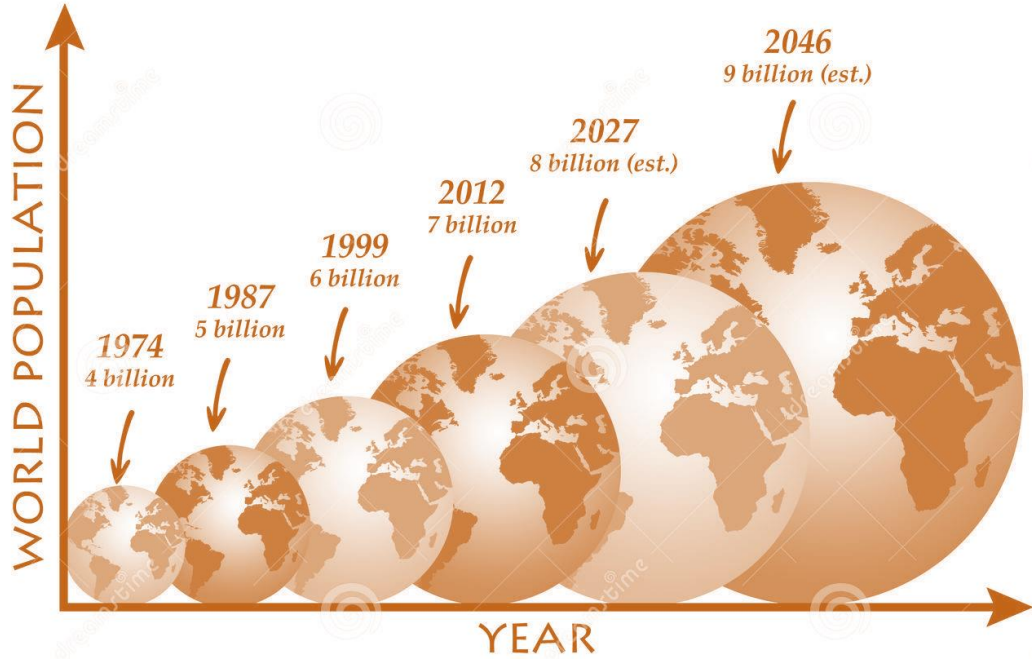 WORLD POPULATION
1974
4 billion
1987
5 billion
1999
6 billion
2012
7 billion
2027
8 billion (est.)
2046
9 billion (est.)
YEAR
dreamstime